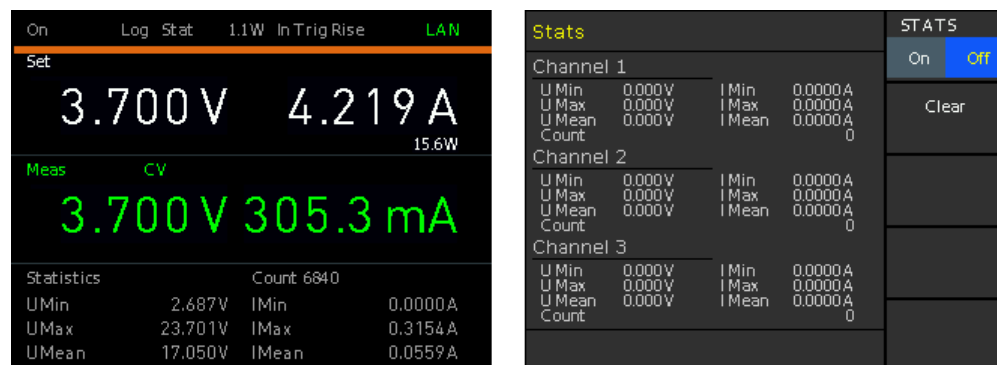 On Log Stat 1.1W In Trig Rise LAN
Set
3.700 V 4.219 A
15.6W
Meas CV
3.700 V 305.3 mA
Statistics Count 6840
UMin 2.687V IMin 0.0000A
UMax 23.701V IMax 0.3154A
UMean 17.050V IMean 0.0559A
Stats
Channel 1
U Min 0.000V I Min 0.0000A
U Max 0.000V I Max 0.0000A
U Mean 0.000V I Mean 0.0000A
Count 0
Channel 2
U Min 0.000V I Min 0.0000A
U Max 0.000V I Max 0.0000A
U Mean 0.000V I Mean 0.0000A
Count 0
Channel 3
U Min 0.000V I Min 0.0000A
U Max 0.000V I Max 0.0000A
U Mean 0.000V I Mean 0.0000A
Count 0
STATS
On Off
Clear